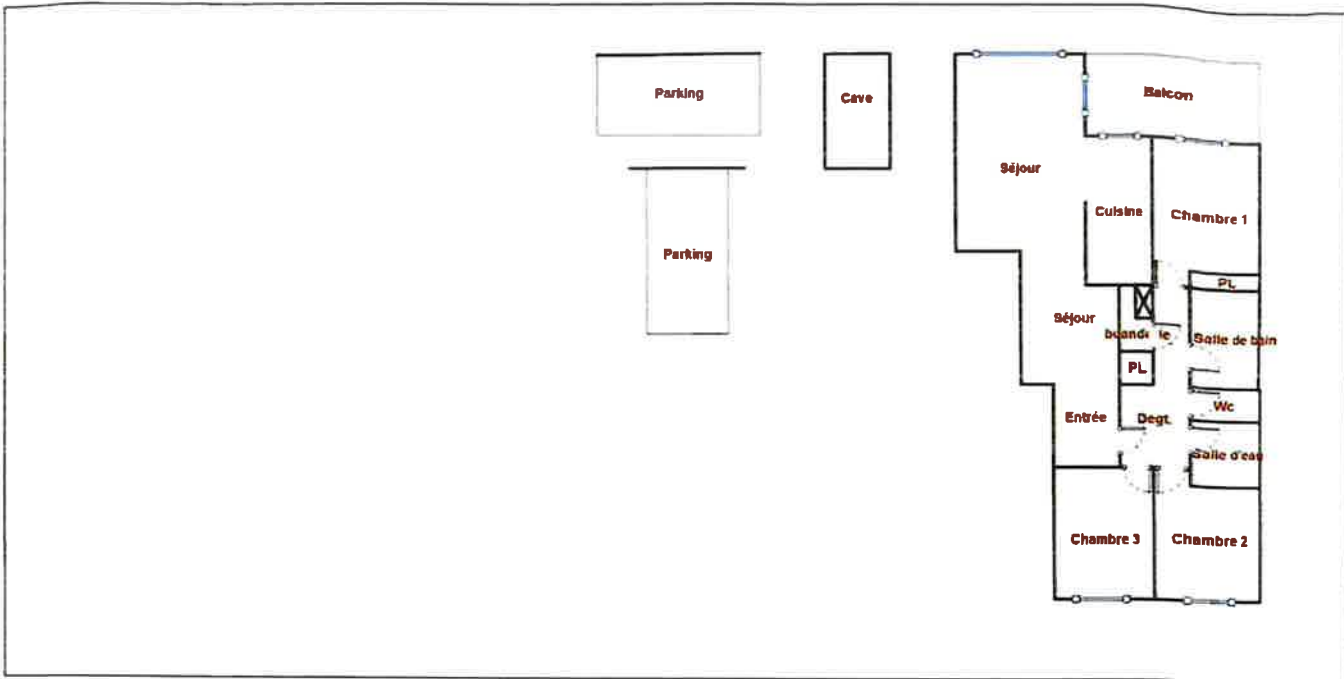 Parking
Cave
Balcon
Séjour
Cuisine
Chambre 1
Parking
PL
Séjour
Salle de bain
PL
Wc
Entrée
Degt.
Salle d'eau
Chambre 3
Chambre 2